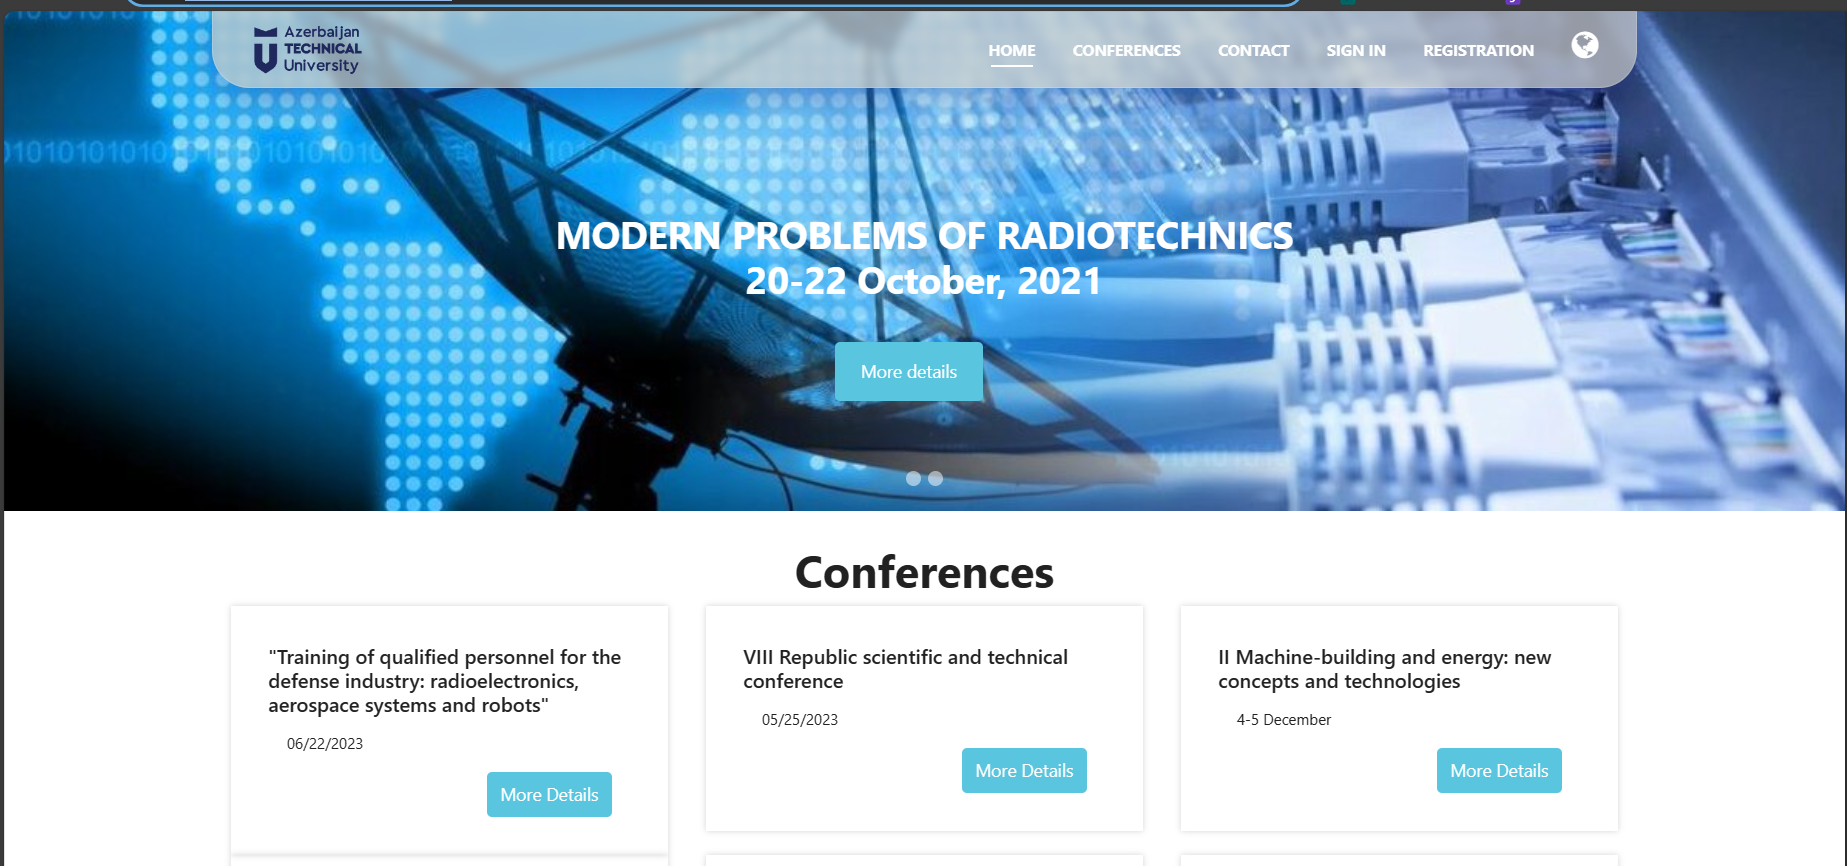 Azerbaijan
TECHNICAL
University
HOME
CONFERENCES
CONTACT
SIGN IN
REGISTRATION
MODERN PROBLEMS OF RADIOTECHNICS
20-22 October, 2021
More details
Conferences
"Training of qualified personnel for the
defense industry: radioelectronics,
aerospace systems and robots"
06/22/2023
More Details
VIII Republic scientific and technical
conference
05/25/2023
More Details
II Machine-building and energy: new
concepts and technologies
4-5 December
More Details